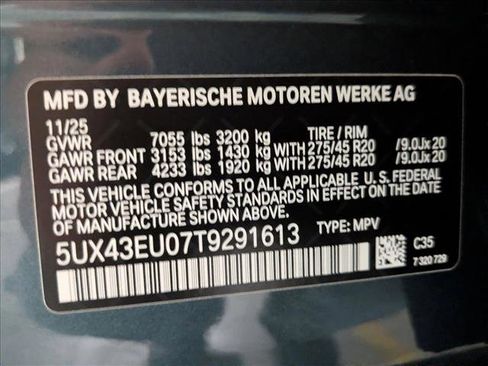 MFD BY BAYERISCHE MOTOREN WERKE AG
11/25
GVWR 7055 lbs 3200 kg TIRE / RIM
GAWR FRONT 3153 lbs 1430 kg WITH 275/45 R20 /9.0Jx20
GAWR REAR 4233 lbs 1920 kg WITH 275/45 R20 /9.0Jx20
THIS VEHICLE CONFORMS TO ALL APPLICABLE U.S. FEDERAL
MOTOR VEHICLE SAFETY STANDARDS IN EFFECT ON THE
DATE OF MANUFACTURE SHOWN ABOVE.
5UX43EU07T9291613 TYPE: MPV
C35
7 320 729